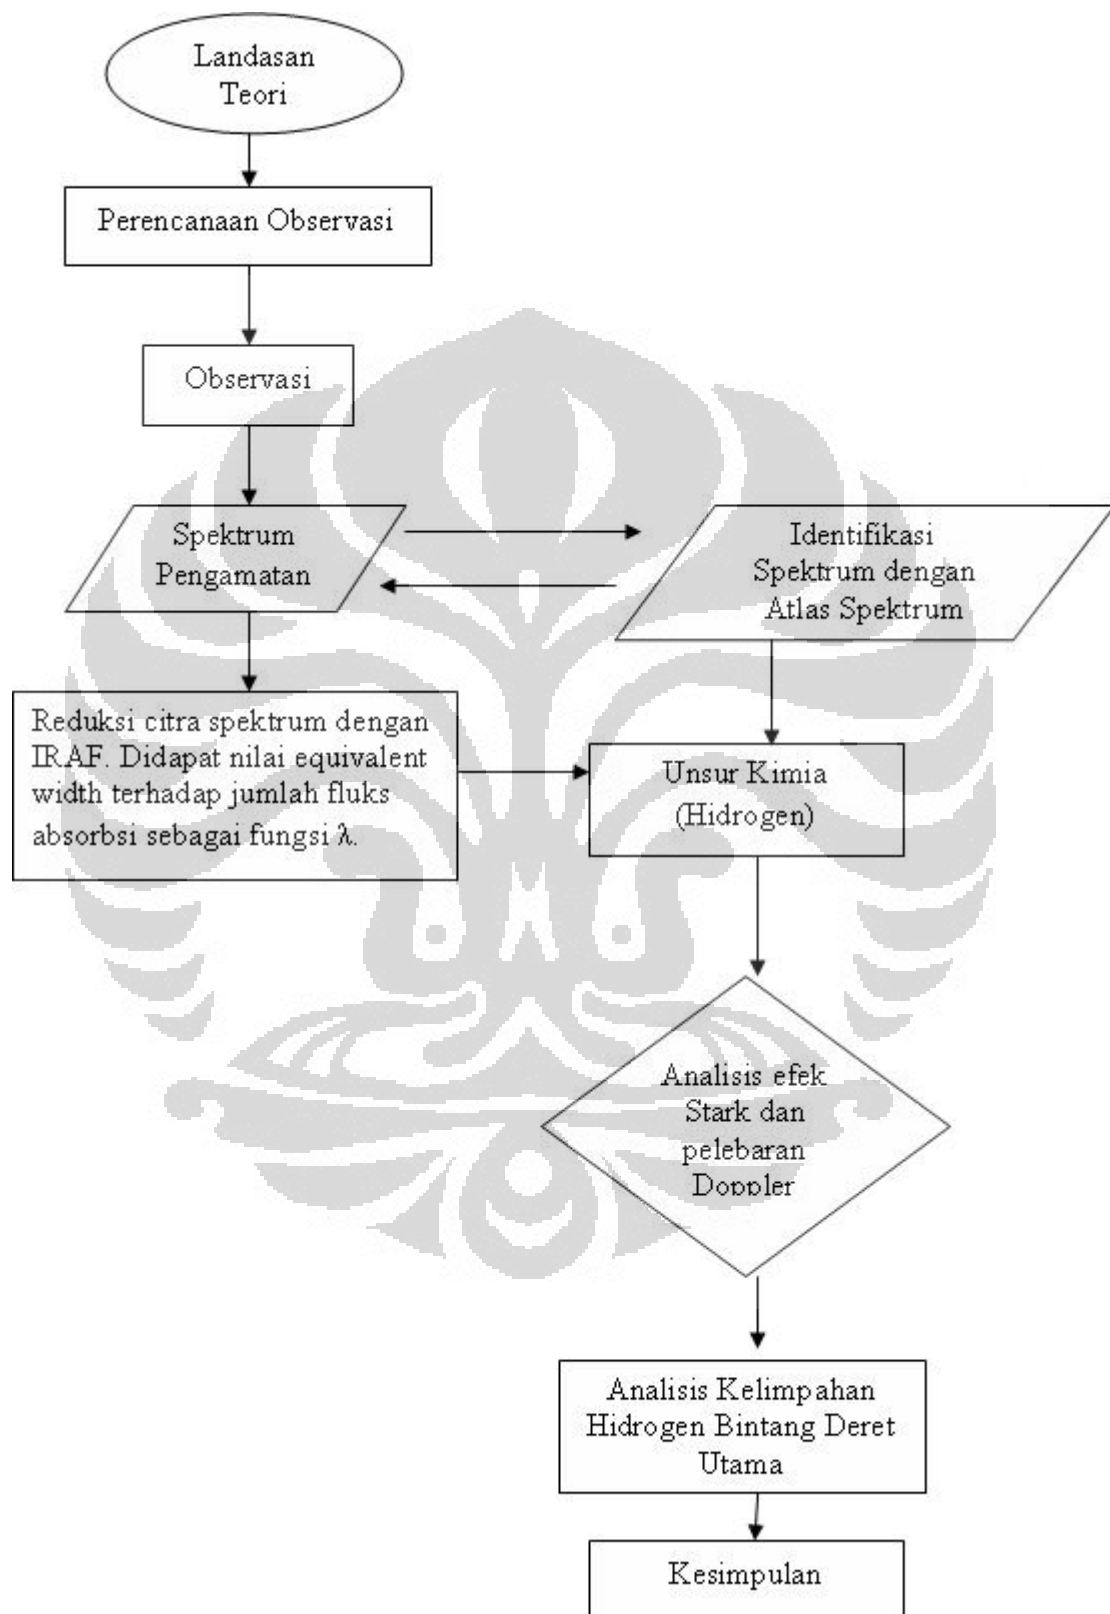 Landasan
Teori
Perencanaan Observasi
Observasi
Spektrum
Pengamatan
Identifikasi
Spektrum dengan
Atlas Spektrum
Reduksi citra spektrum dengan
IRAF. Didapat nilai equivalent
width terhadap jumlah fluks
absorbsi sebagai fungsi λ.
Unsur Kimia
(Hidrogen)
Analisis efek
Stark dan
pelebaran
Doppler
Analisis Kelimpahan
Hidrogen Bintang Deret
Utama
Kesimpulan